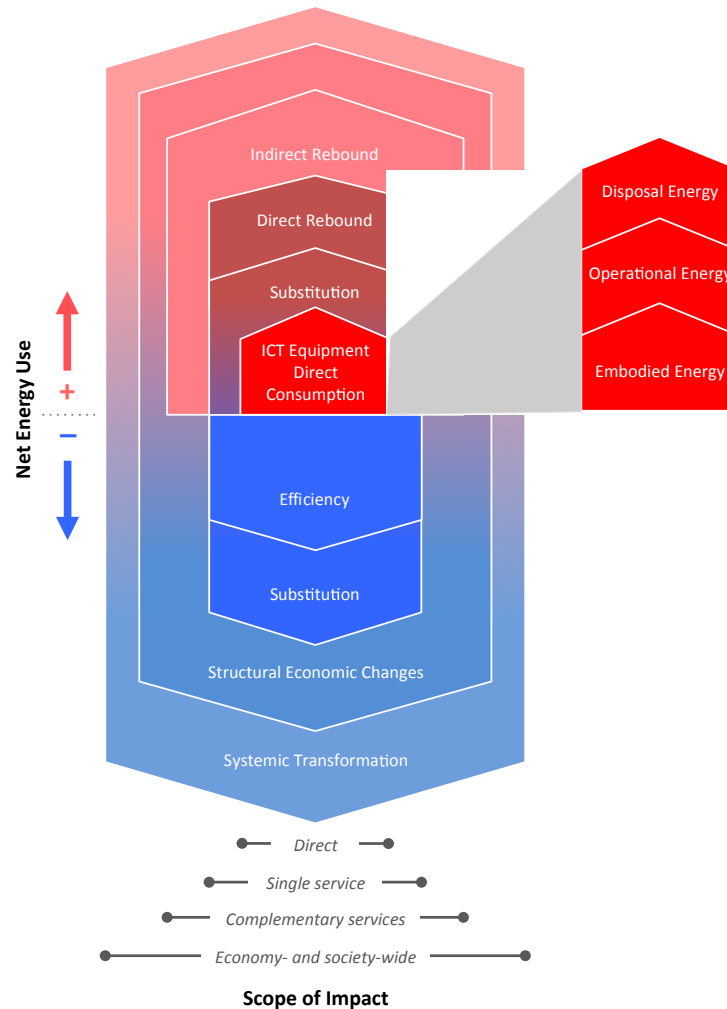 Indirect Rebound
Direct Rebound
Substitution
ICT Equipment
Direct
Consumption
Disposal Energy
Operational Energy
Embodied Energy
Net Energy Use
+
−
Efficiency
Substitution
Structural Economic Changes
Systemic Transformation
Direct
Single service
Complementary services
Economy- and society-wide
Scope of Impact